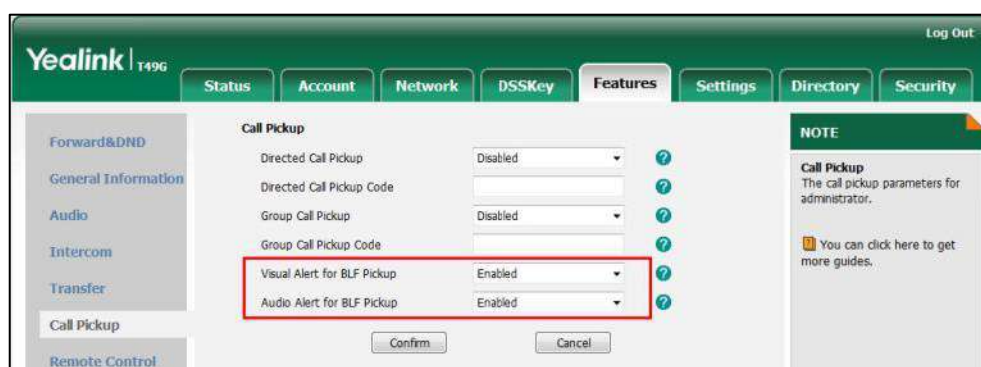 Log Out
Yealink | T49G
Status Account Network DSSKey Features Settings Directory Security
Forward&DND
General Information
Audio
Intercom
Transfer
Call Pickup
Remote Control
Call Pickup
Directed Call Pickup Disabled ?
Directed Call Pickup Code ?
Group Call Pickup Disabled ?
Group Call Pickup Code ?
Visual Alert for BLF Pickup Enabled ?
Audio Alert for BLF Pickup Enabled ?
Confirm Cancel
NOTE
Call Pickup
The call pickup parameters for
administrator.
? You can click here to get
more guides.